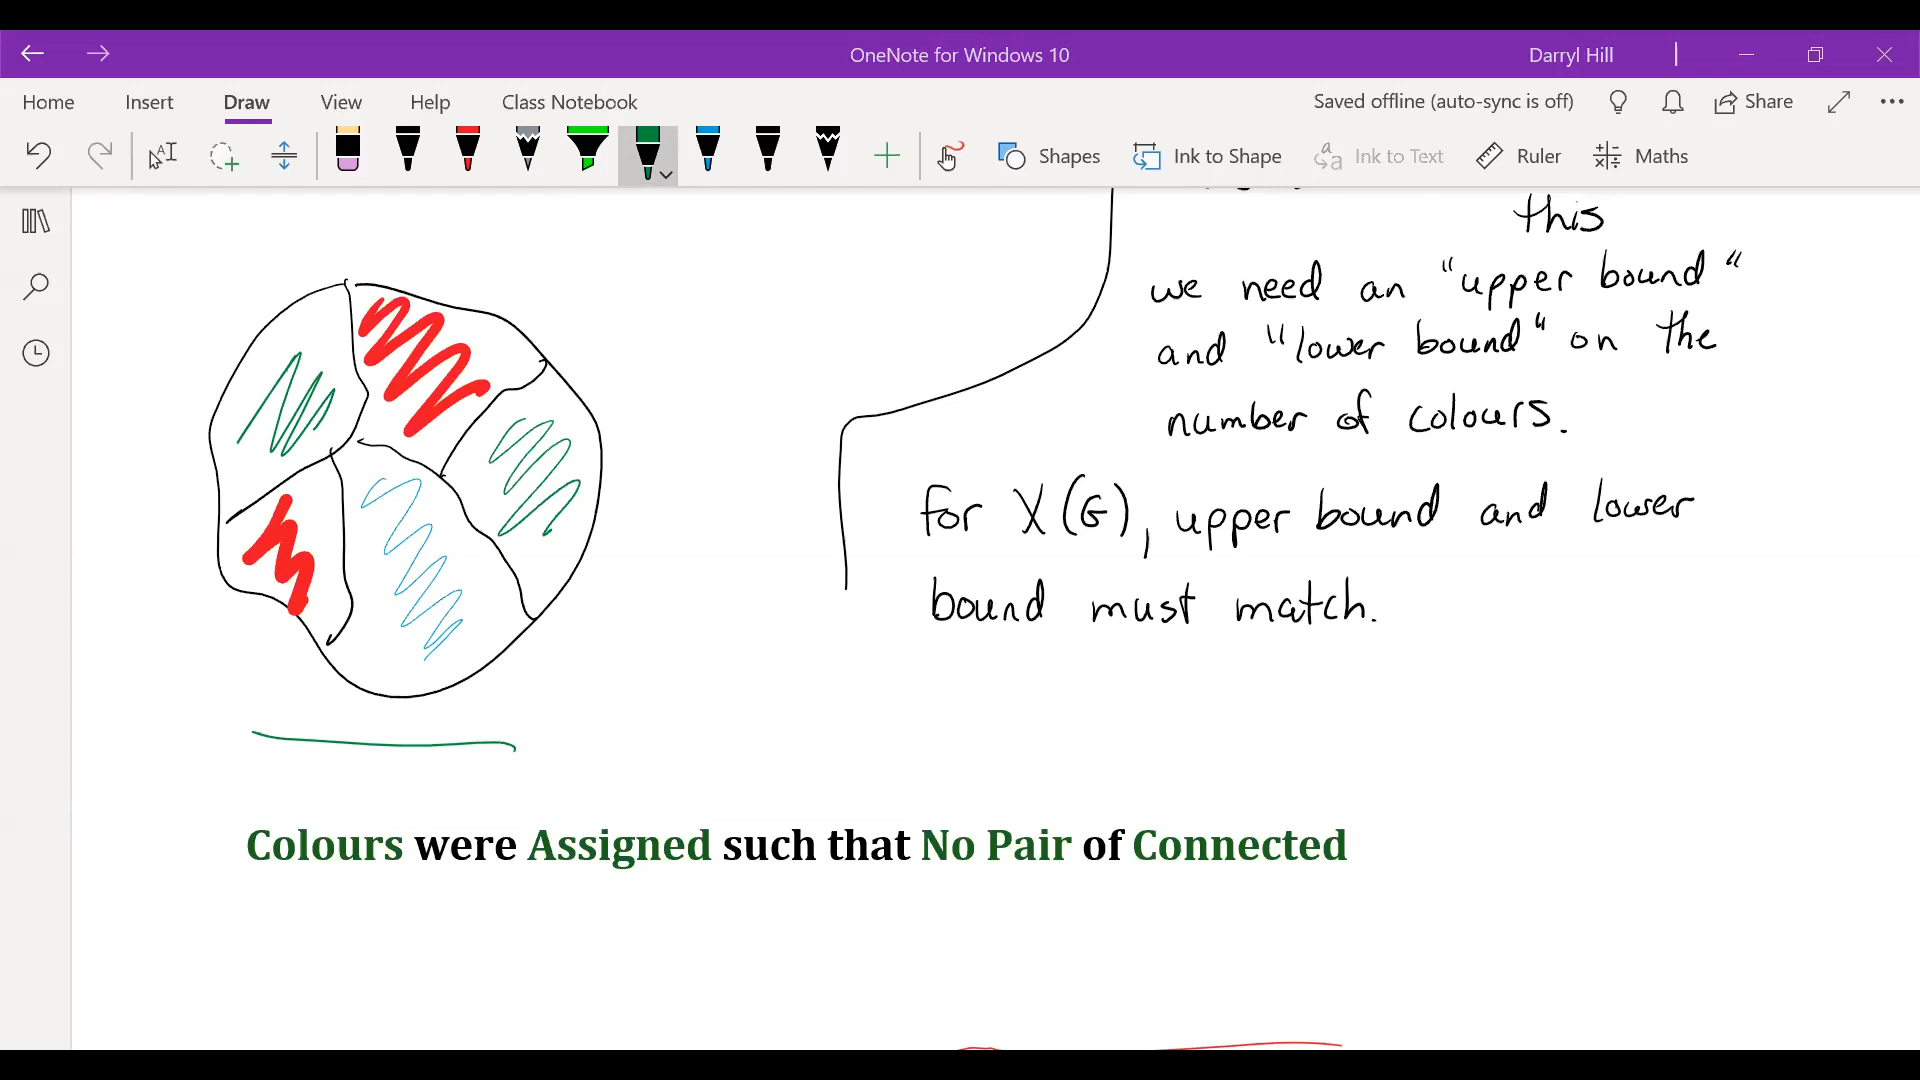 OneNote for Windows 10
Darryl Hill
Home Insert Draw View Help Class Notebook
Saved offline (auto-sync is off)
Share
Shapes
Ink to Shape
Ink to Text
Ruler
Maths
this
we need an "upper bound"
and "lower bound" on the
number of colours.
For X(G), upper bound and lower
bound must match.
Colours were Assigned such that No Pair of Connected